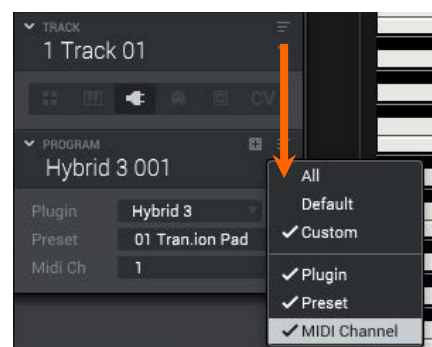 TRACK
1 Track 01
CV
PROGRAM
Hybrid 3 001
Plugin Hybrid 3
Preset 01 Tran.ion Pad
Midi Ch 1
All
Default
Custom
Plugin
Preset
MIDI Channel